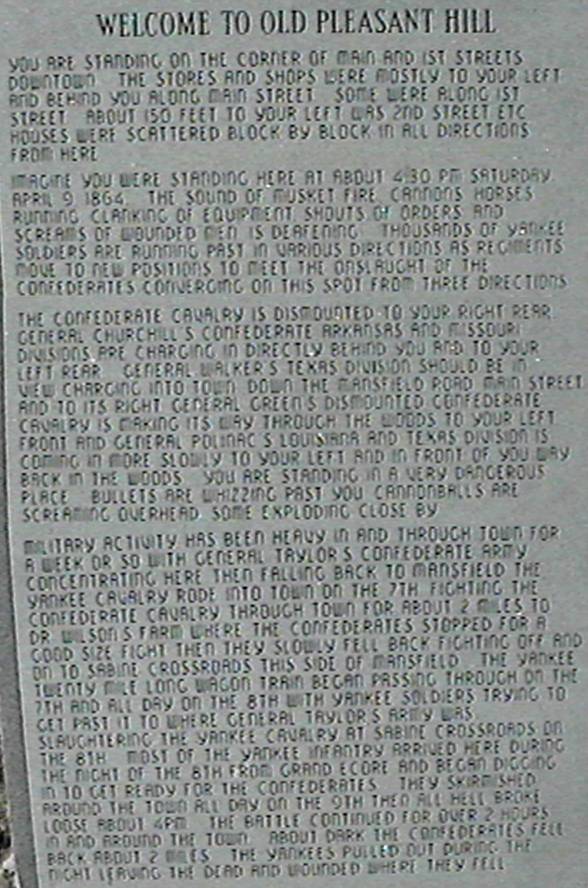 WELCOME TO OLD PLEASANT HILL
YOU ARE STANDING ON THE CORNER OF MAIN AND 1ST STREETS
DOWNTOWN THE STORES AND SHOPS WERE MOSTLY TO YOUR LEFT
AND BEHIND YOU ALONG MAIN STREET SOME WERE ALONG 1ST
STREET ABOUT 150 FEET TO YOUR LEFT WAS 2ND STREET ETC
HOUSES WERE SCATTERED BLOCK BY BLOCK IN ALL DIRECTIONS
FROM HERE
IMAGINE YOU WERE STANDING HERE AT ABOUT 4:30 PM SATURDAY,
APRIL 9 1864. THE SOUND OF MUSKET FIRE, CANNONS HORSES
RUNNING CLANKING OF EQUIPMENT, SHOUTS OF ORDERS AND
SCREAMS OF WOUNDED MEN IS DEAFENING THOUSANDS OF YANKEE
SOLDIERS ARE RUNNING PAST IN VARIOUS DIRECTIONS AS REGIMENTS
MOVE TO NEW POSITIONS TO MEET THE ONSLAUGHT OF THE
CONFEDERATES CONVERGING ON THIS SPOT FROM THREE DIRECTIONS
THE CONFEDERATE CAVALRY IS DISMOUNTED TO YOUR RIGHT REAR
GENERAL CHURCHILL'S CONFEDERATE ARKANSAS AND MISSOURI
DIVISIONS ARE CHARGING IN DIRECTLY BEHIND YOU AND TO YOUR
LEFT REAR GENERAL WALKER'S TEXAS DIVISION SHOULD BE IN
VIEW CHARGING INTO TOWN DOWN THE MANSFIELD ROAD MAIN STREET
AND TO ITS RIGHT GENERAL GREEN'S DISMOUNTED CONFEDERATE
CAVALRY IS MAKING ITS WAY THROUGH THE WOODS TO YOUR LEFT
FRONT AND GENERAL POLINAC S LOUISIANA AND TEXAS DIVISION IS
COMING IN MORE SLOWLY TO YOUR LEFT AND IN FRONT OF YOU WAY
BACK IN THE WOODS YOU ARE STANDING IN A VERY DANGEROUS
PLACE BULLETS ARE WHIZZING PAST YOU CANNONBALLS ARE
SCREAMING OVERHEAD SOME EXPLODING CLOSE BY
MILITARY ACTIVITY HAS BEEN HEAVY IN AND THROUGH TOWN FOR
A WEEK OR SO WITH GENERAL TAYLOR S CONFEDERATE ARMY
CONCENTRATING HERE THEN FALLING BACK TO MANSFIELD THE
YANKEE CAVALRY RODE INTO TOWN ON THE 7TH FIGHTING THE
CONFEDERATE CAVALRY THROUGH TOWN FOR ABOUT 2 MILES TO
DR WILSON'S FARM WHERE THE CONFEDERATES STOPPED FOR A
GOOD SIZE FIGHT THEN THEY SLOWLY FELL BACK FIGHTING OFF AND
ON TO SABINE CROSSROADS THIS SIDE OF MANSFIELD THE YANKEE
TWENTY MILE LONG WAGON TRAIN BEGAN PASSING THROUGH ON THE
7TH AND ALL DAY ON THE 8TH WITH YANKEE SOLDIERS TRYING TO
GET PAST IT TO WHERE GENERAL TAYLOR S ARMY WAS
SLAUGHTERING THE YANKEE CAVALRY AT SABINE CROSSROADS ON
THE 8TH MOST OF THE YANKEE INFANTRY ARRIVED HERE DURING
THE NIGHT OF THE 8TH FROM GRAND ECORE AND BEGAN DIGGING
IN TO GET READY FOR THE CONFEDERATES THEY SKIRMISHED
AROUND THE TOWN ALL DAY ON THE 9TH THEN ALL HELL BROKE
LOOSE ABOUT 4PM THE BATTLE CONTINUED FOR OVER 2 HOURS
IN AND AROUND THE TOWN ABOUT DARK THE CONFEDERATES FELL
BACK ABOUT 2 MILES THE YANKEES PULLED OUT DURING THE
NIGHT LEAVING THE DEAD AND WOUNDED WHERE THEY FELL